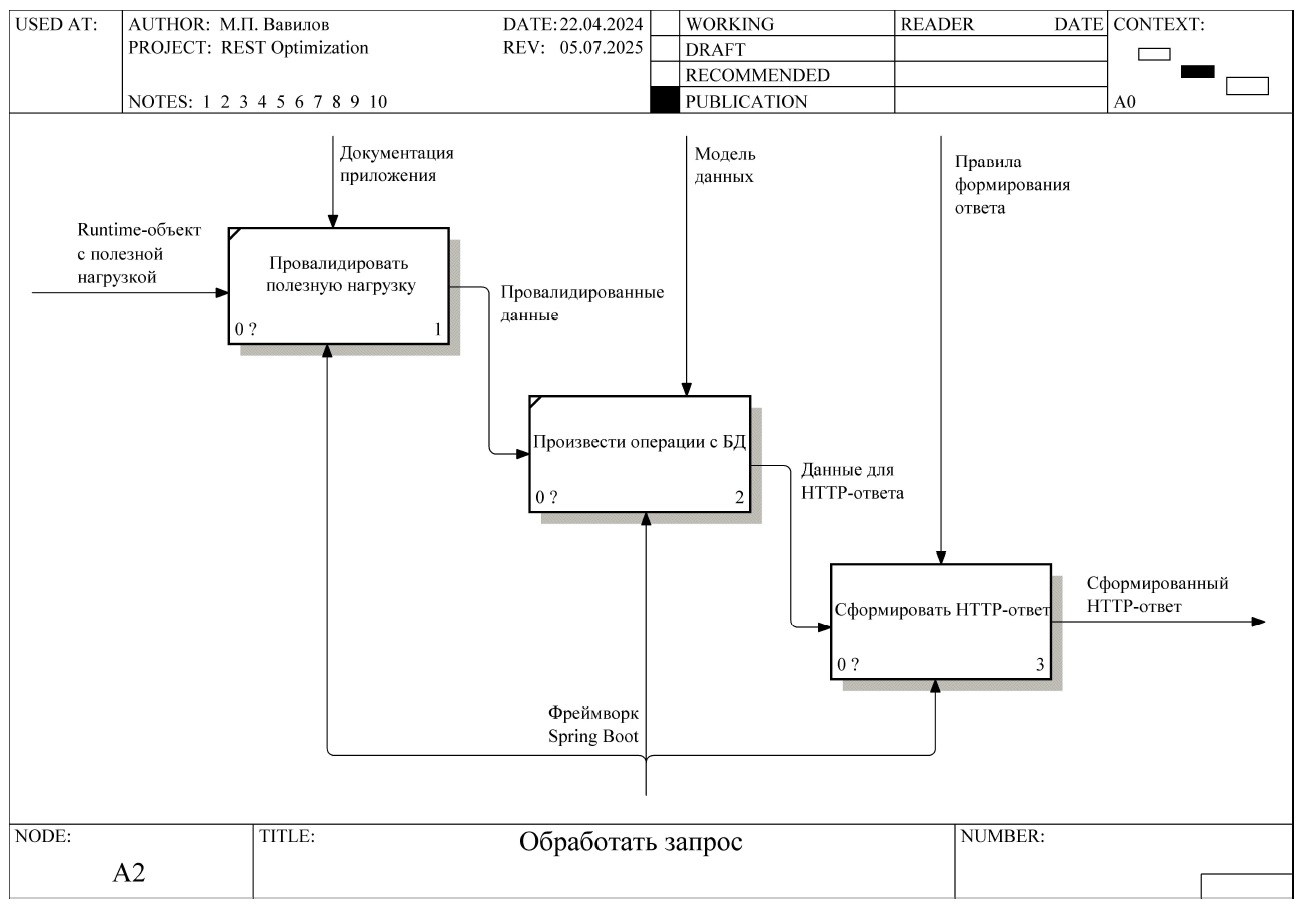 USED AT:
AUTHOR: М.П. Вавилов
DATE: 22.04.2024
PROJECT: REST Optimization
REV: 05.07.2025
NOTES: 1 2 3 4 5 6 7 8 9 10
WORKING
DRAFT
RECOMMENDED
PUBLICATION
READER
DATE
CONTEXT:
A0
Документация
приложения
Модель
данных
Правила
формирования
ответа
Runtime-объект
с полезной
нагрузкой
Провалидировать
полезную нагрузку
0 ?
1
Провалидированные
данные
Произвести операции с БД
0 ?
2
Данные для
HTTP-ответа
Сформировать HTTP-ответ
0 ?
3
Сформированный
HTTP-ответ
Фреймворк
Spring Boot
NODE:
A2
TITLE:
Обработать запрос
NUMBER: